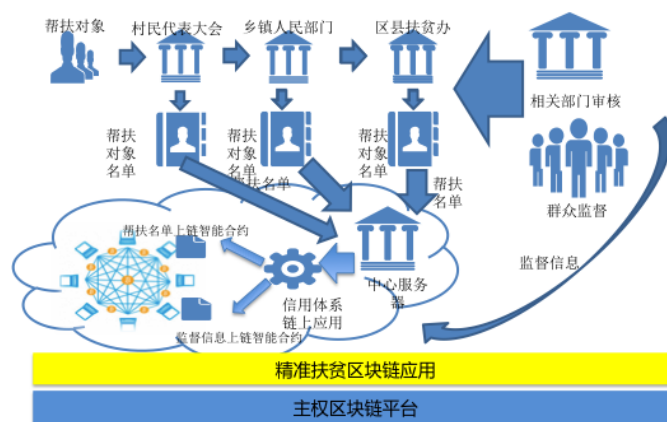 帮扶对象
村民代表大会
乡镇人民部门
区县扶贫办
相关部门审核
帮扶
对象
名单
帮扶
对象
名单
帮扶
对象
名单
帮扶名单
帮扶
名单
群众监督
帮扶名单上链智能合约
监督信息
中心服务
器
信用体系
链上应用
监督信息上链智能合约
精准扶贫区块链应用
主权区块链平台